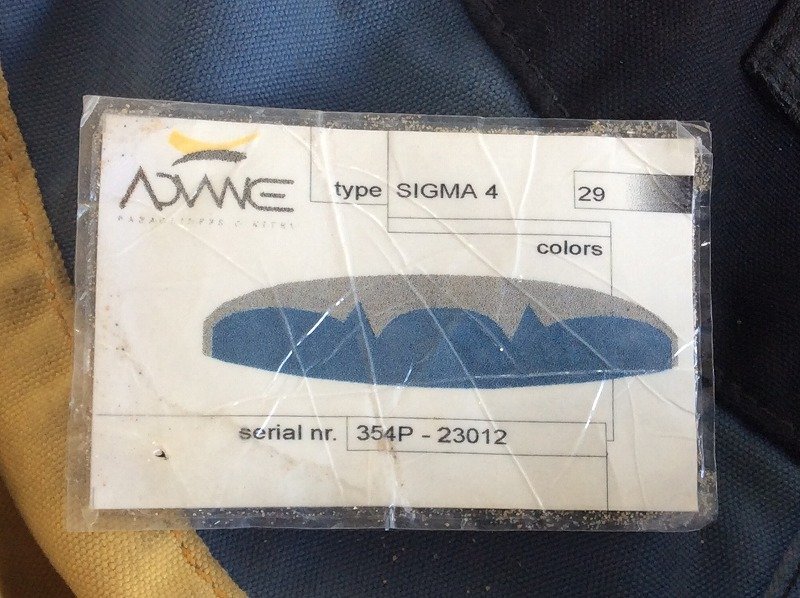 ADVANCE
type SIGMA 4 29
colors
serial nr. 354P - 23012